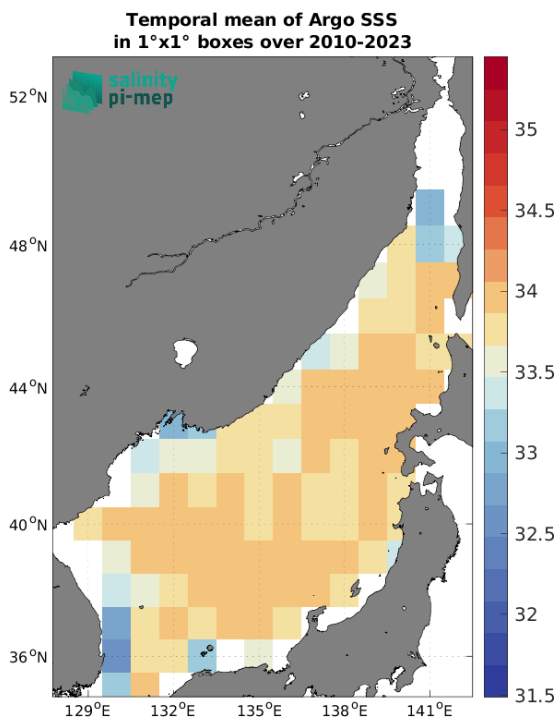 Temporal mean of Argo SSS
in 1°x1° boxes over 2010-2023
salinity
pi-mep
52°N
48°N
44°N
40°N
36°N
129°E
132°E
135°E
138°E
141°E
35
34.5
34
33.5
33
32.5
32
31.5